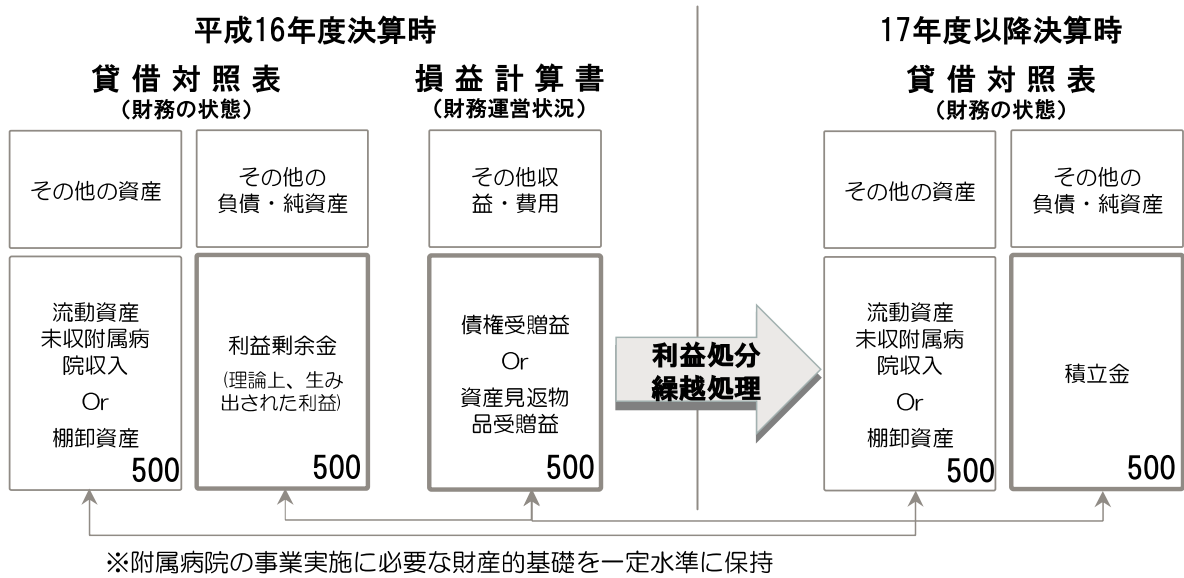 平成16年度決算時
貸借対照表
(財務の状態)
その他の資産
その他の
負債・純資産
流動資産
未収附属病
院収入
Or
棚卸資産
500
利益剰余金
(理論上、生み
出された利益)
500
損益計算書
(財務運営状況)
その他収
益・費用
債権受贈益
Or
資産見返物
品受贈益
500
利益処分
繰越処理
17年度以降決算時
貸借対照表
(財務の状態)
その他の資産
その他の
負債・純資産
流動資産
未収附属病
院収入
Or
棚卸資産
500
積立金
500
※附属病院の事業実施に必要な財産的基礎を一定水準に保持